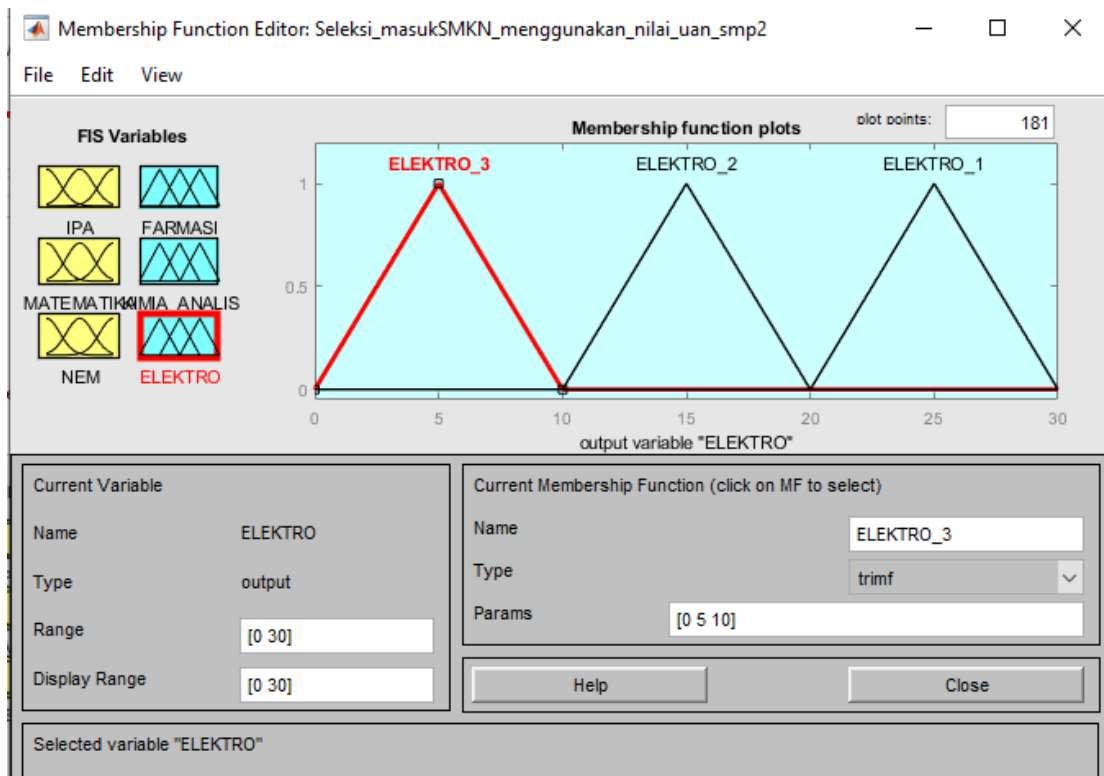 Membership Function Editor: Seleksi_masukSMKN_menggunakan_nilai_uan_smp2
File Edit View
FIS Variables
IPA FARMASI
MATEMATIKA KIMIA_ANALIS
NEM ELEKTRO
Membership function plots
plot points: 181
ELEKTRO_3 ELEKTRO_2 ELEKTRO_1
1
0.5
0
0 5 10 15 20 25 30
output variable "ELEKTRO"
Current Variable
Name ELEKTRO
Type output
Range [0 30]
Display Range [0 30]
Current Membership Function (click on MF to select)
Name ELEKTRO_3
Type trimf
Params [0 5 10]
Help Close
Selected variable "ELEKTRO"